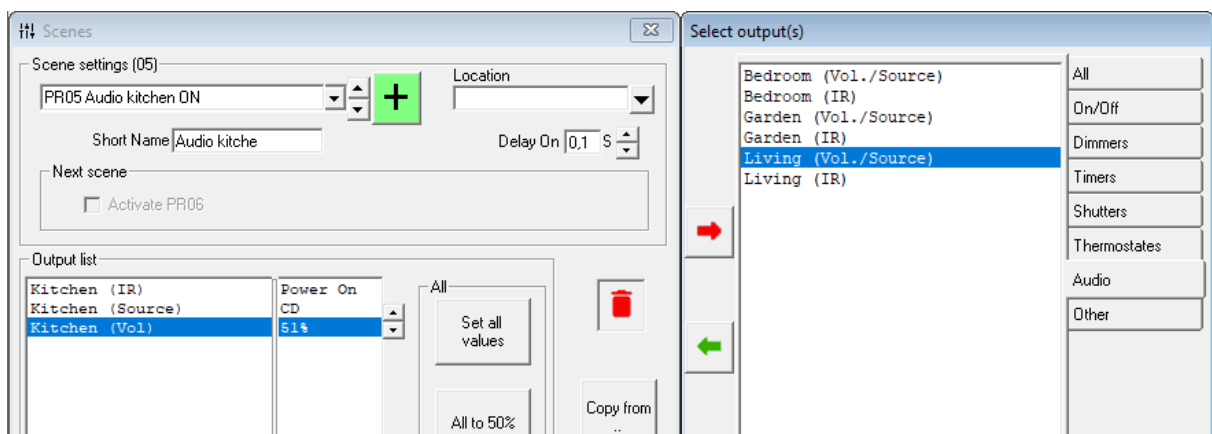 Scenes
Scene settings (05)
PR05 Audio kitchen ON
+
Location
Short Name Audio kitche
Delay On 0,1 S
Next scene
Activate PR06
Output list
Kitchen (IR) Power On
Kitchen (Source) CD
Kitchen (Vol) 51%
All
Set all
values
All to 50%
Copy from
..
Select output(s)
Bedroom (Vol./Source)
Bedroom (IR)
Garden (Vol./Source)
Garden (IR)
Living (Vol./Source)
Living (IR)
All
On/Off
Dimmers
Timers
Shutters
Thermostates
Audio
Other